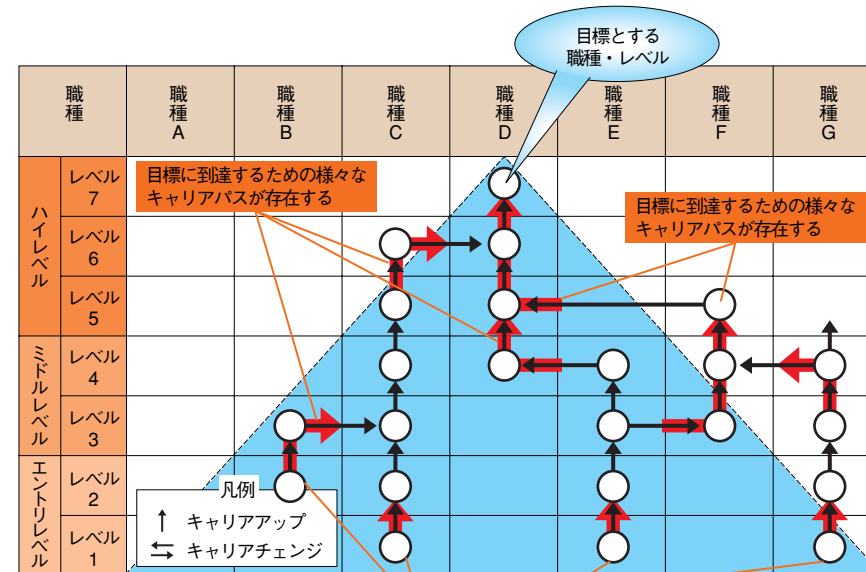 目標とする
職種・レベル
職種
職種A
職種B
職種C
職種D
職種E
職種F
職種G
ハイレベル
レベル
7
目標に到達するための様々な
キャリアパスが存在する
目標に到達するための様々な
キャリアパスが存在する
レベル
6
レベル
5
ミドルレベル
レベル
4
レベル
3
エントリレベル
レベル
2
レベル
1
凡例
キャリアアップ
キャリアチェンジ